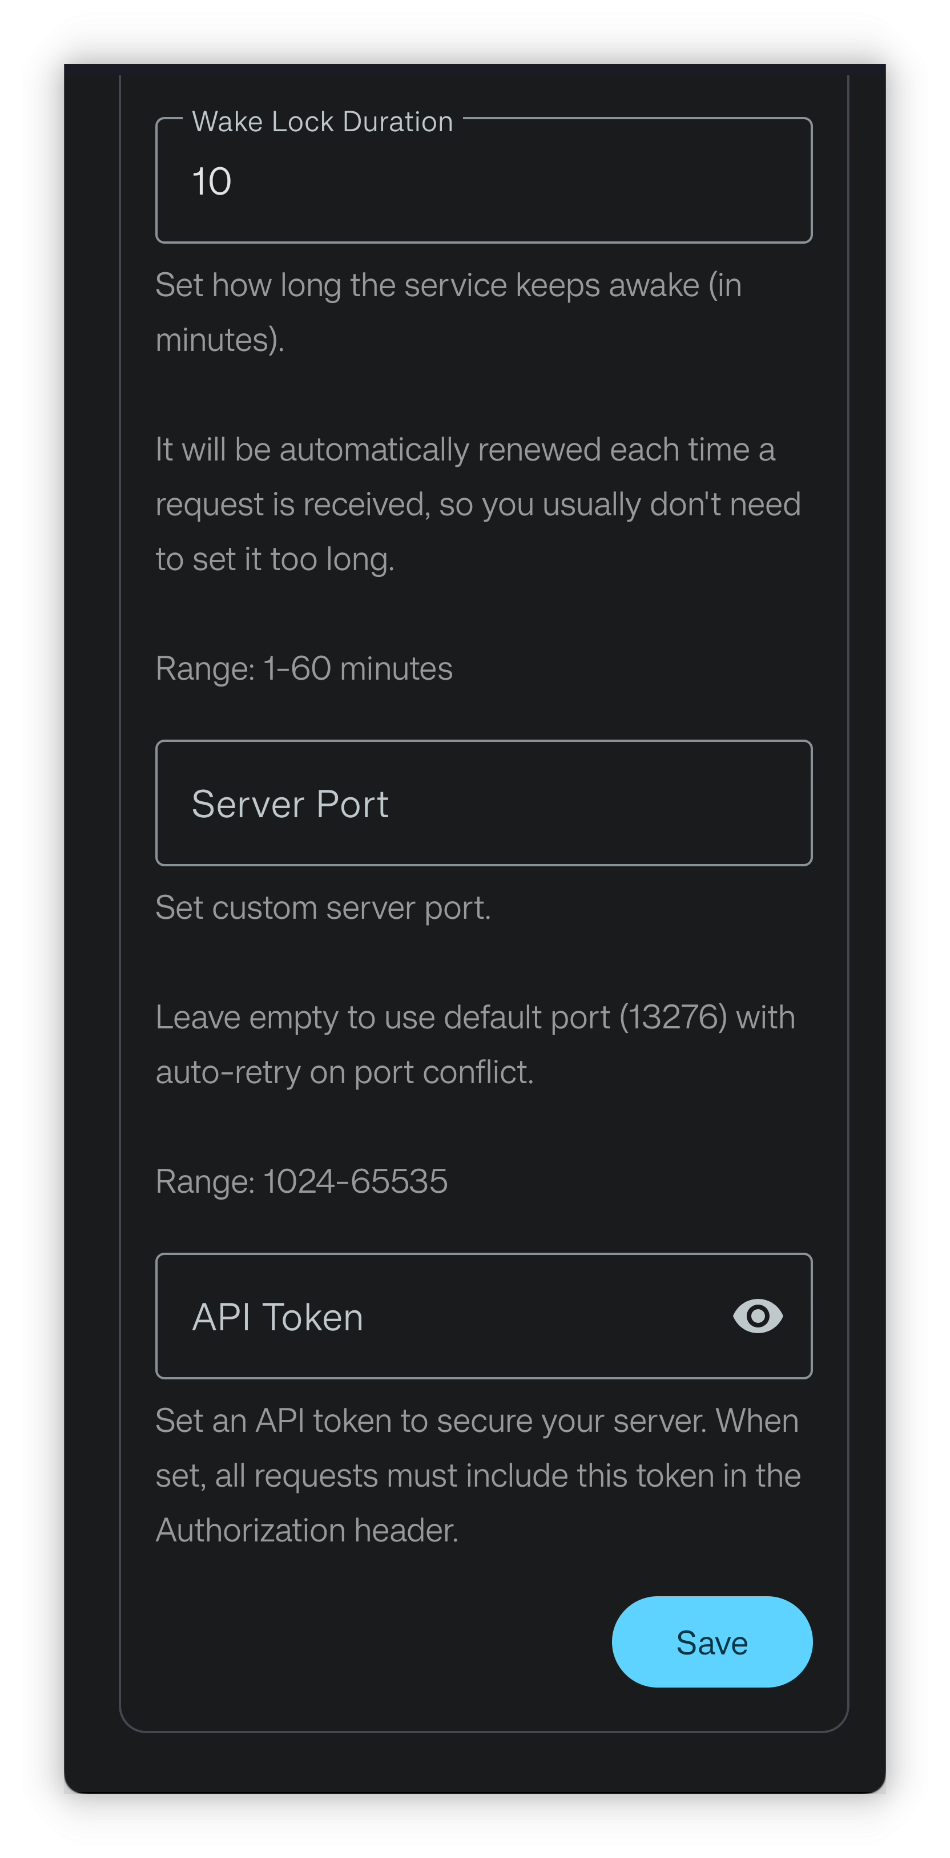 Wake Lock Duration
10
Set how long the service keeps awake (in
minutes).
It will be automatically renewed each time a
request is received, so you usually don't need
to set it too long.
Range: 1-60 minutes
Server Port
Set custom server port.
Leave empty to use default port (13276) with
auto-retry on port conflict.
Range: 1024-65535
API Token
Set an API token to secure your server. When
set, all requests must include this token in the
Authorization header.
Save